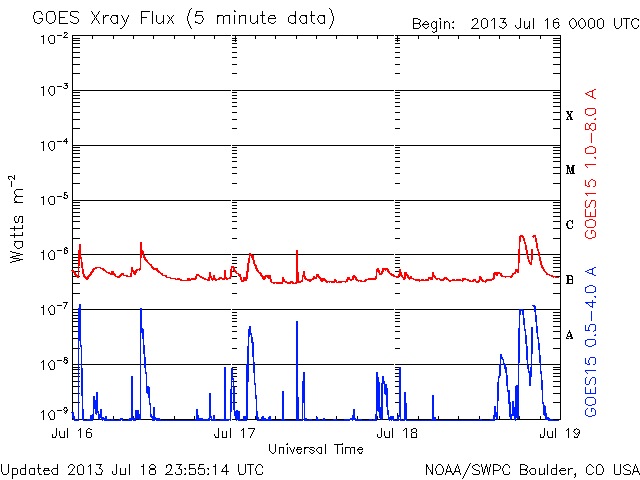 GOES Xray Flux (5 minute data)
Begin: 2013 Jul 16 0000 UTC
10-2
10-3
10-4
10-5
10-6
10-7
10-8
10-9
Watts m-2
X
M
C
B
A
GOES15 1.0-8.0 A
GOES15 0.5-4.0 A
Jul 16
Jul 17
Jul 18
Jul 19
Universal Time
Updated 2013 Jul 18 23:55:14 UTC
NOAA/SWPC Boulder, CO USA